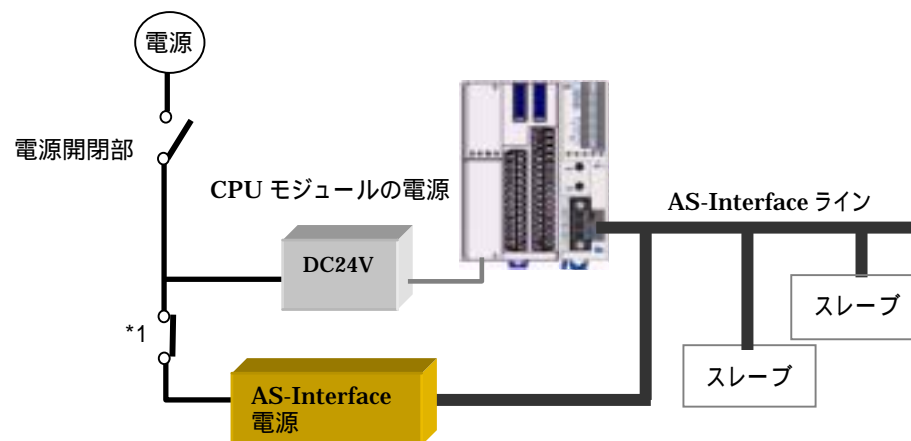 電源
電源開閉部
CPU モジュールの電源
AS-Interface ライン
DC24V
スレーブ
*1
スレーブ
AS-Interface
電源